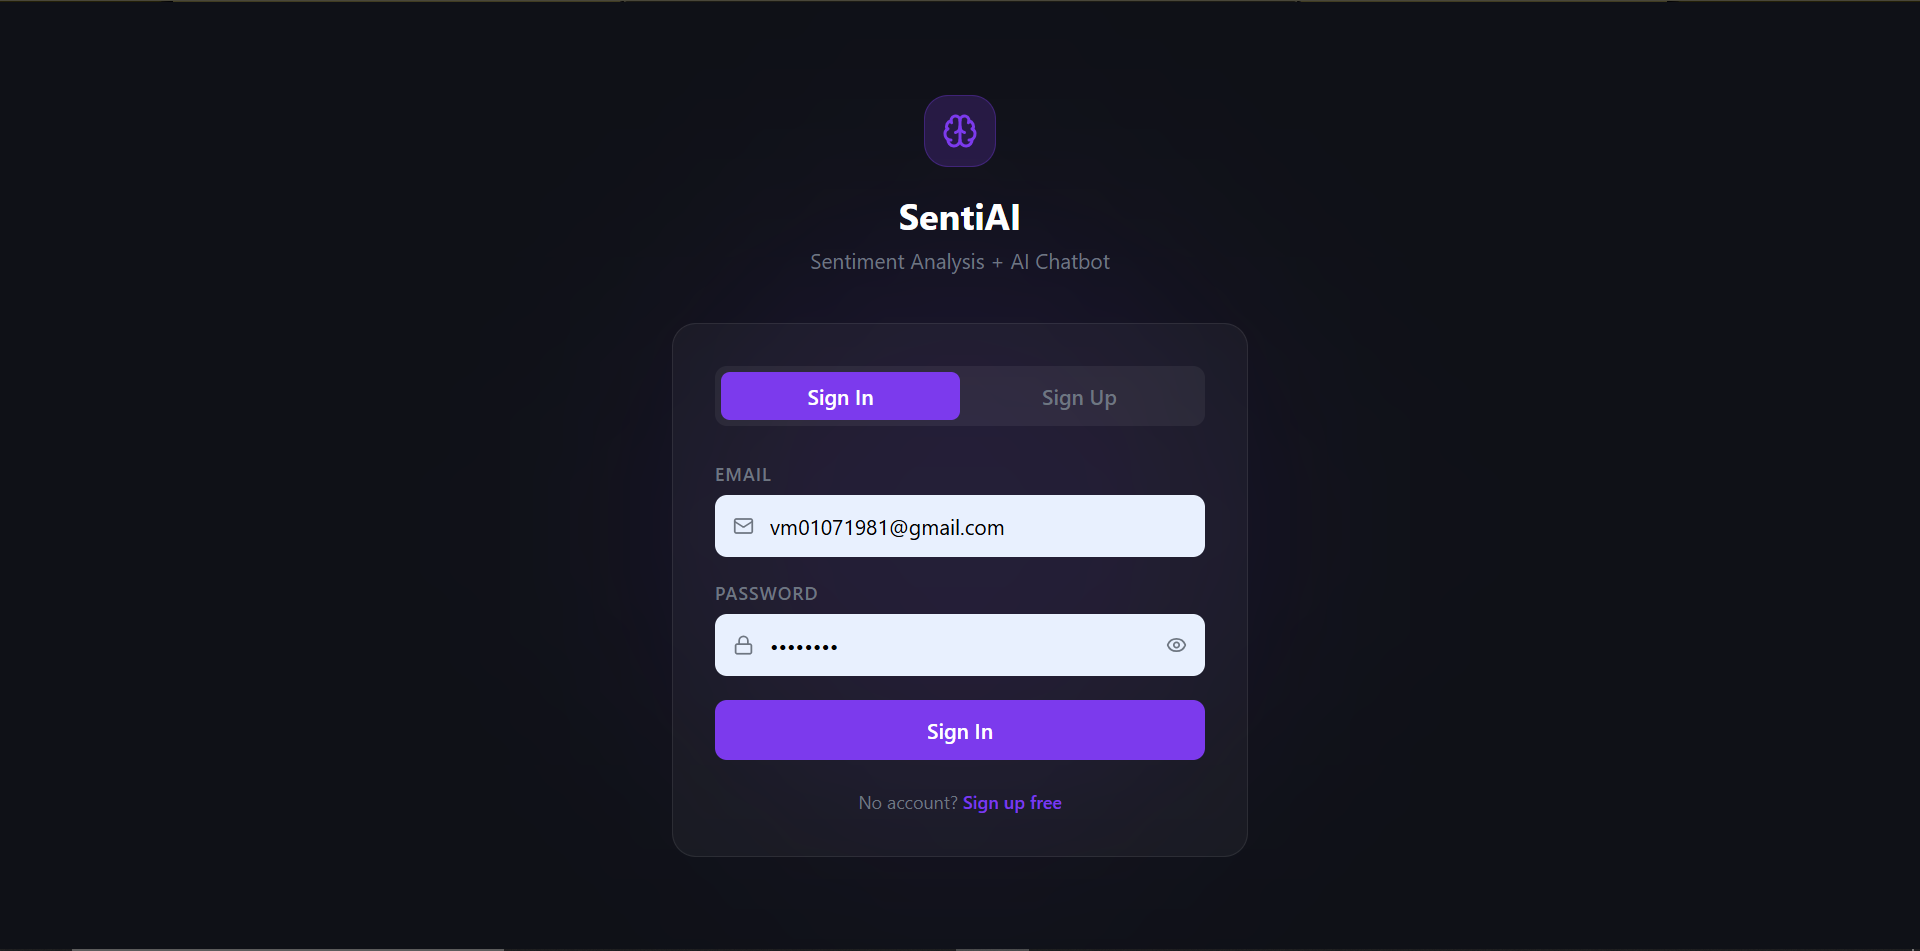 SentiAI
Sentiment Analysis + AI Chatbot
Sign In
Sign Up
EMAIL
vm01071981@gmail.com
PASSWORD
••••••••
Sign In
No account? Sign up free